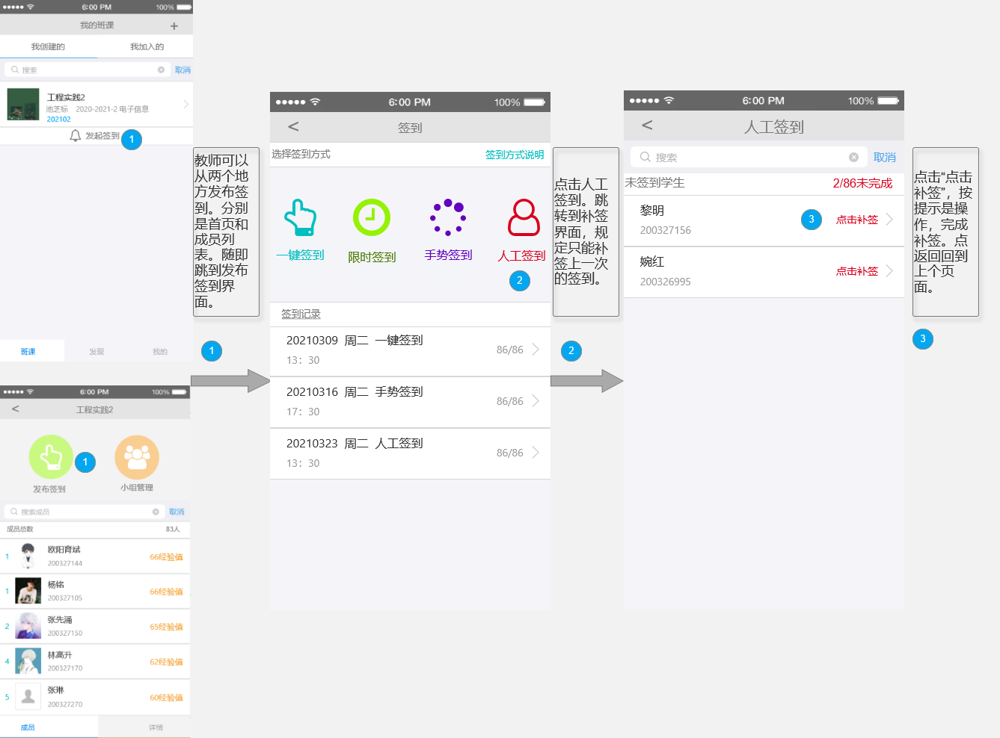 6:00 PM 100%
我的班课 +
我创建的 我加入的
搜索 取消
工程实践2
池芝标 2020-2021-2 电子信息
202102
发起签到 1
班课 发现 我的
6:00 PM 100%
< 工程实践2
1
发布签到 小组管理
搜索成员 取消
成员总数 83人
1 欧阳育斌 66经验值
200327144
1 杨铭 66经验值
200327105
2 张先涌 65经验值
200327150
4 林高升 62经验值
200327170
5 张琳 60经验值
200327270
成员 详情
教师可以
从两个地
方发布签
到。分别
是首页和
成员列
表。随即
跳到发布
签到界
面。
1
6:00 PM 100%
< 签到
选择签到方式 签到方式说明
一键签到 限时签到 手势签到 人工签到
2
签到记录
20210309 周二 一键签到 86/86
13：30
20210316 周二 手势签到 86/86
17：30
20210323 周二 人工签到 86/86
13：30
点击人工
签到。跳
转到补签
界面，规
定只能补
签上一次
的签到。
2
6:00 PM 100%
< 人工签到
搜索 取消
未签到学生 2/86未完成
黎明 3 点击补签
200327156
婉红 点击补签
200326995
点击“点击
补签”，按
提示是操
作，完成
补签。点
返回回到
上个页
面。
3